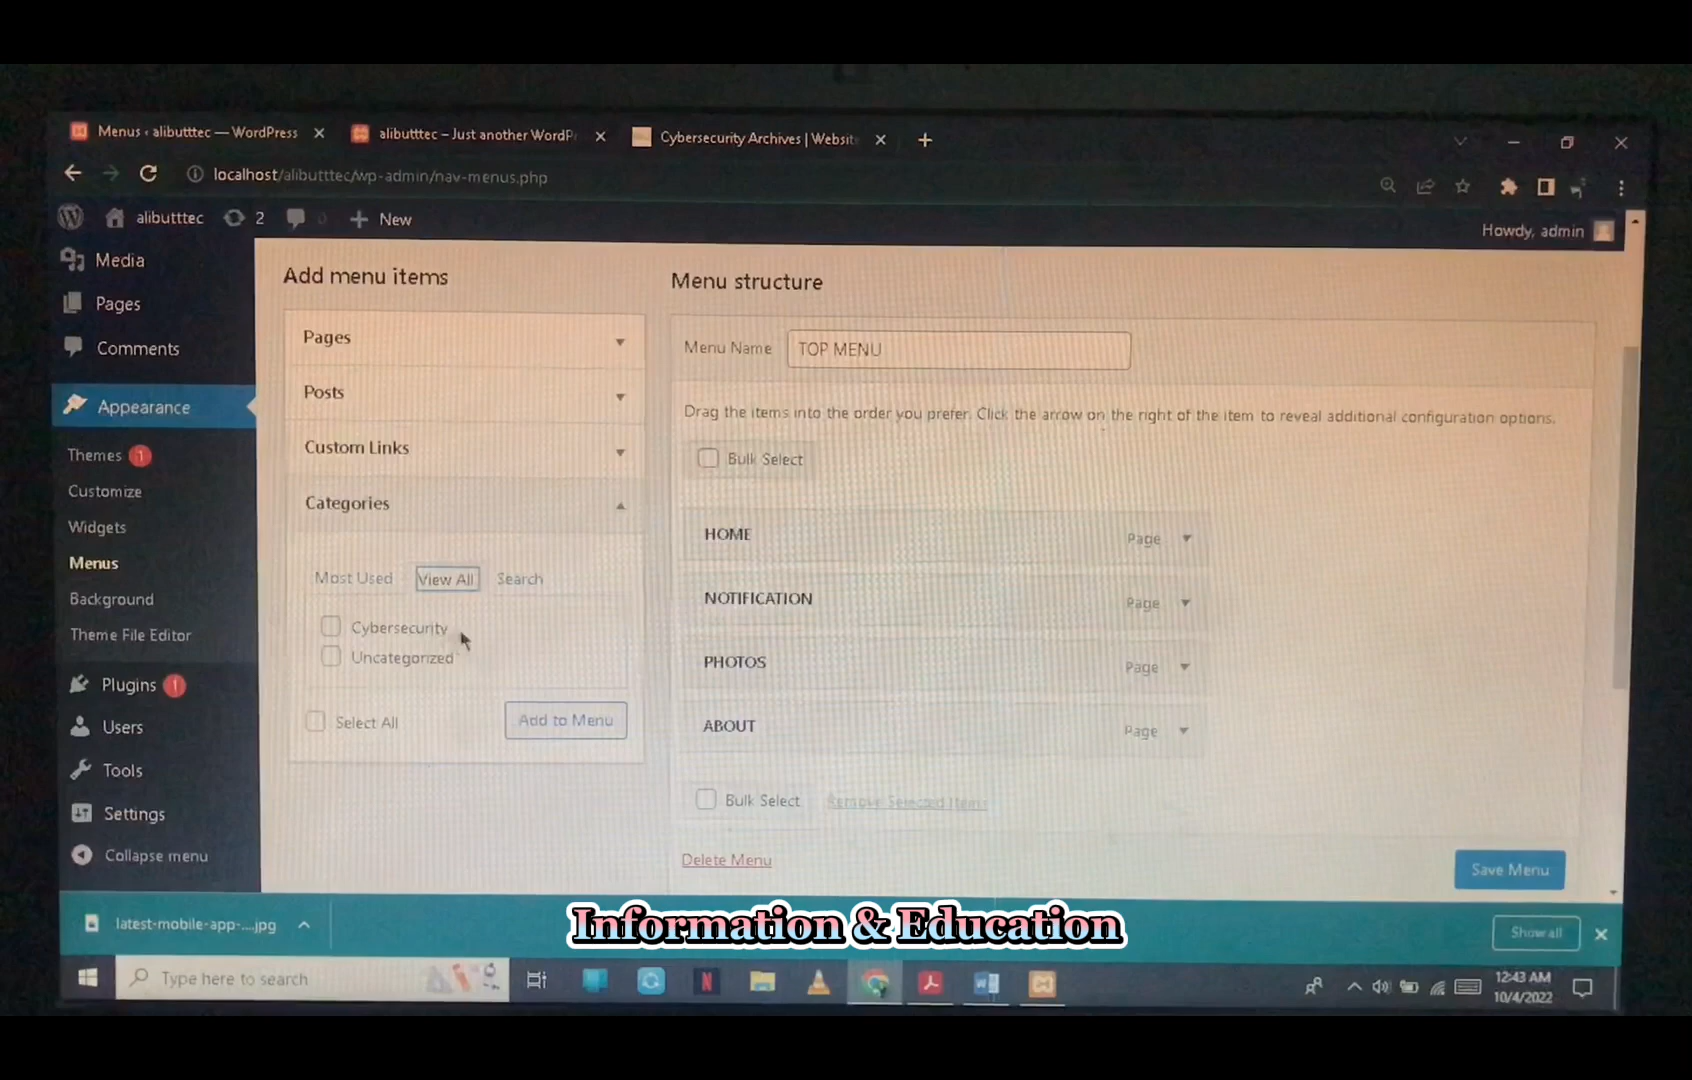 Menus ‹ alibutttec — WordPress
alibutttec – Just another WordPr
Cybersecurity Archives | Website
localhost/alibutttec/wp-admin/nav-menus.php
alibutttec
2
0
New
Howdy, admin
Media
Pages
Comments
Appearance
Themes 1
Customize
Widgets
Menus
Background
Theme File Editor
Plugins 1
Users
Tools
Settings
Collapse menu
Add menu items
Pages
Posts
Custom Links
Categories
Most Used View All Search
Cybersecurity
Uncategorized
Select All
Add to Menu
Menu structure
Menu Name
TOP MENU
Drag the items into the order you prefer. Click the arrow on the right of the item to reveal additional configuration options.
Bulk Select
HOME Page
NOTIFICATION Page
PHOTOS Page
ABOUT Page
Bulk Select Remove Selected Items
Delete Menu
Save Menu
latest-mobile-app-....jpg
Information & Education
Show all
Type here to search
12:43 AM
10/4/2022